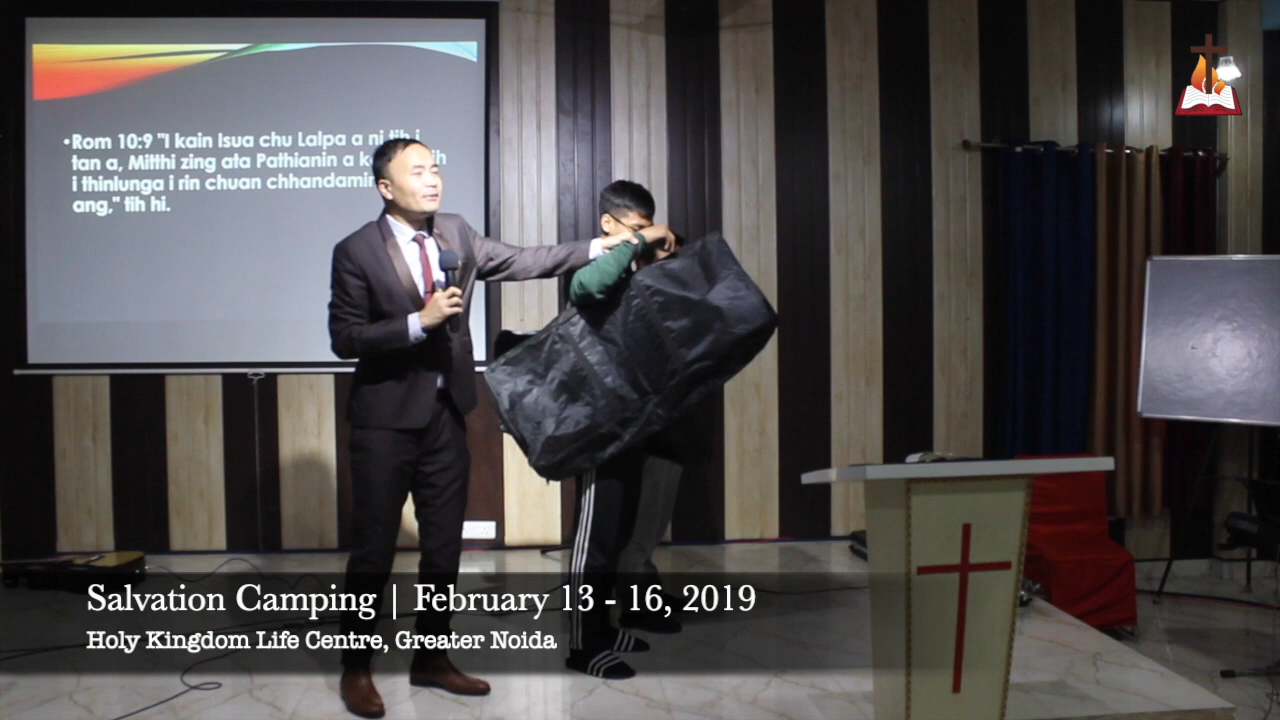 •Rom 10:9 "I kain Isua chu Lalpa a ni tih i
tan a, Mitthi zing ata Pathianin a
i thinlunga i rin chuan
ang," tih hi.
Salvation Camping | February 13 - 16, 2019
Holy Kingdom Life Centre, Greater Noida